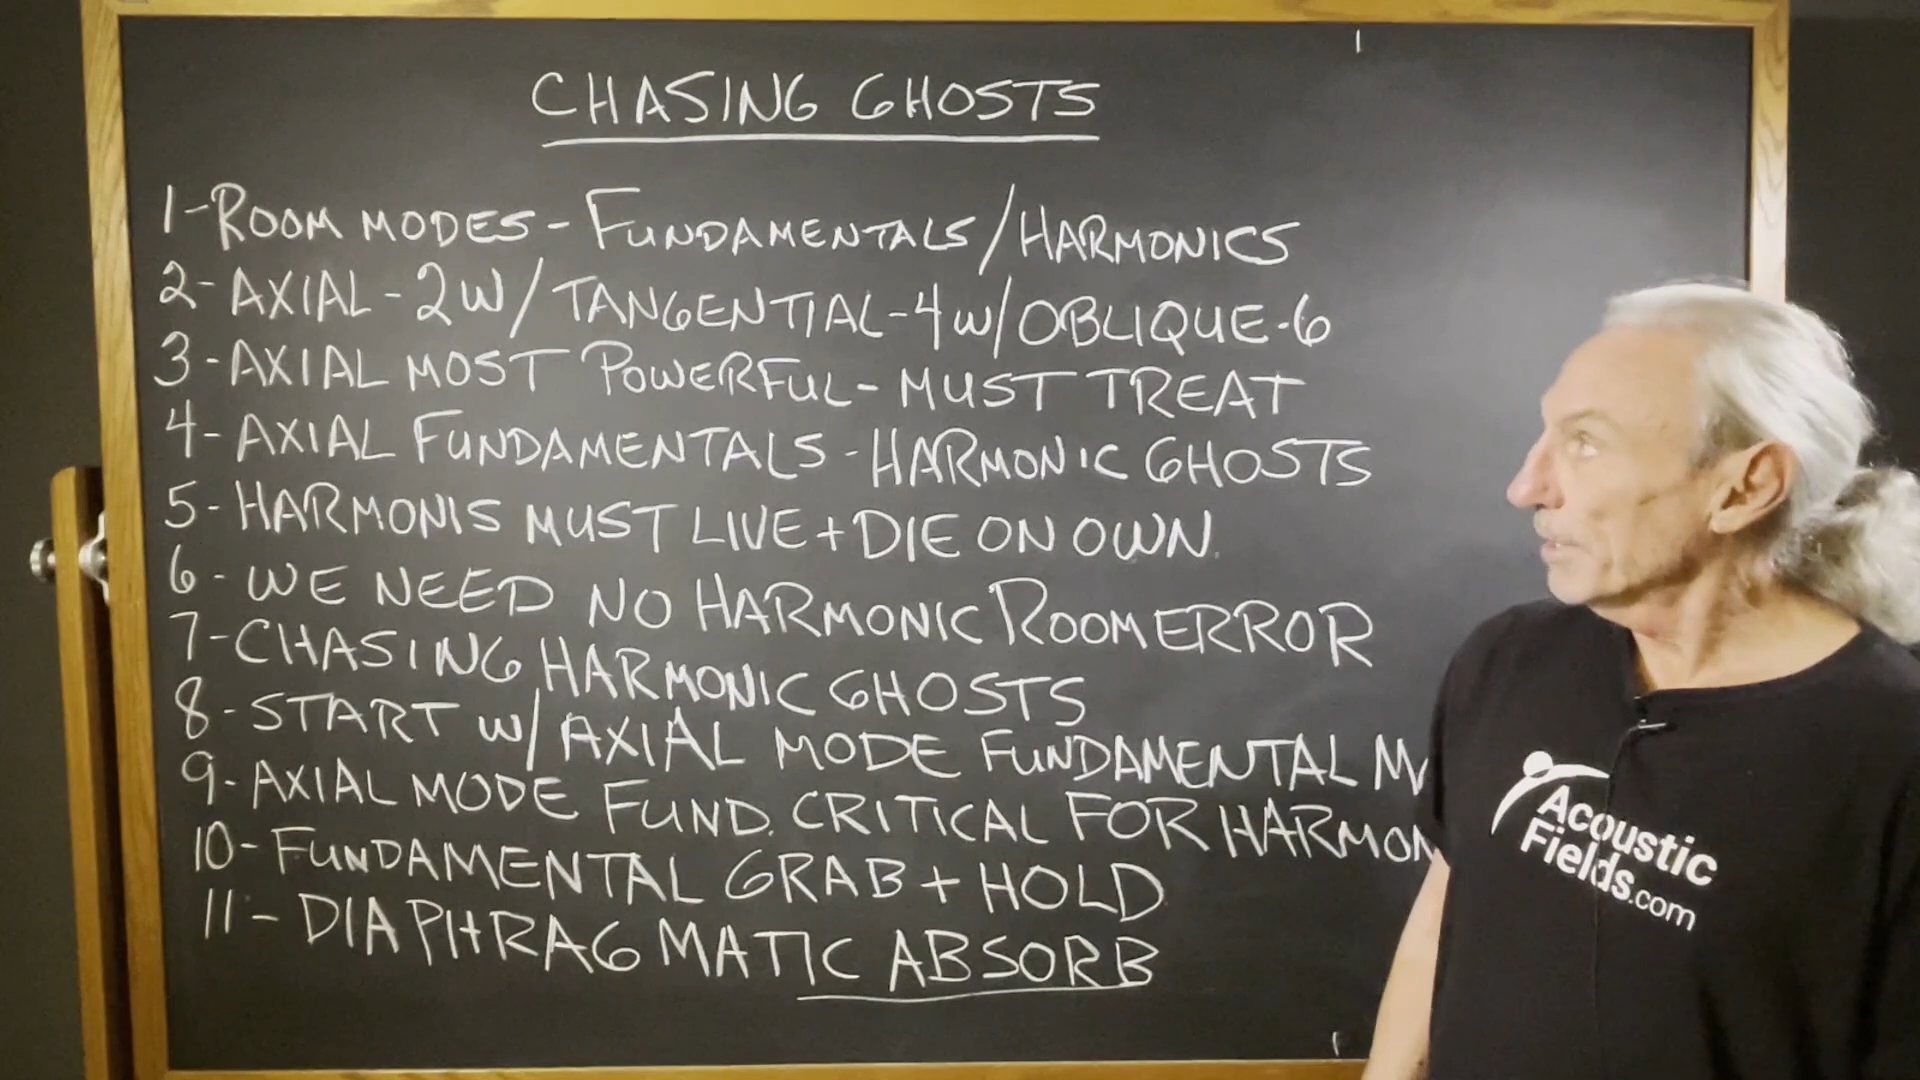 CHASING GHOSTS
1-ROOM MODES-FUNDAMENTALS/HARMONICS
2-AXIAL-2W/TANGENTIAL-4W/OBLIQUE-6
3-AXIAL MOST POWERFUL-MUST TREAT
4-AXIAL FUNDAMENTALS-HARMONIC GHOSTS
5-HARMONIS MUST LIVE+DIE ON OWN.
6-WE NEED NO HARMONIC ROOM ERROR
7-CHASING HARMONIC GHOSTS
8-START W/AXIAL MODE FUNDAMENTAL
9-AXIAL MODE FUND. CRITICAL FOR HARMON
10-FUNDAMENTAL GRAB+HOLD
11-DIAPHRAGMATIC ABSORB
Acoustic
Fields.com